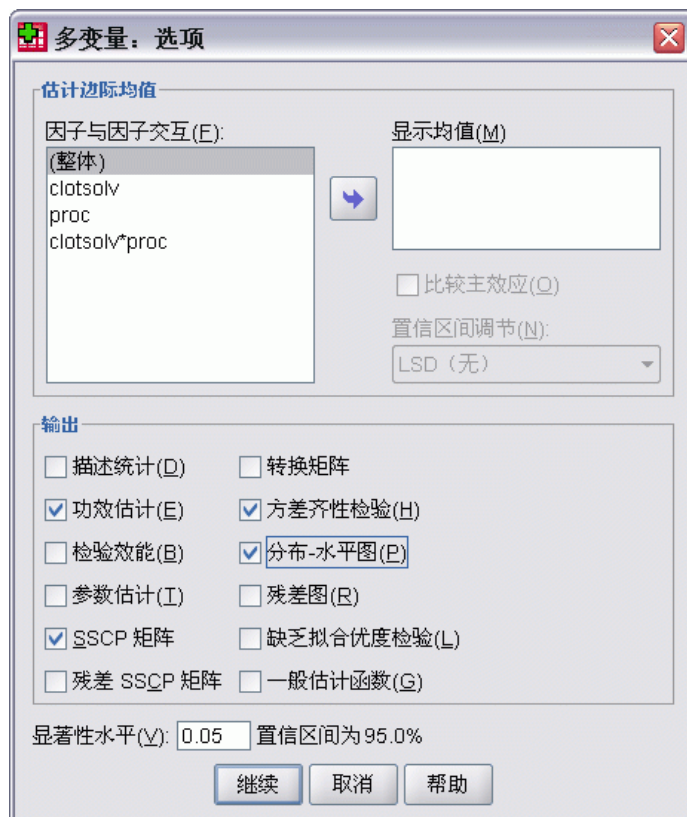 多变量：选项
估计边际均值
因子与因子交互(F):
(整体)
clotsolv
proc
clotsolv*proc
显示均值(M)
比较主效应(O)
置信区间调节(N):
LSD（无）
输出
描述统计(D)
转换矩阵
功效估计(E)
方差齐性检验(H)
检验效能(B)
分布-水平图(P)
参数估计(T)
残差图(R)
SSCP 矩阵
缺乏拟合优度检验(L)
残差 SSCP 矩阵
一般估计函数(G)
显著性水平(V): 0.05 置信区间为95.0%
继续 取消 帮助